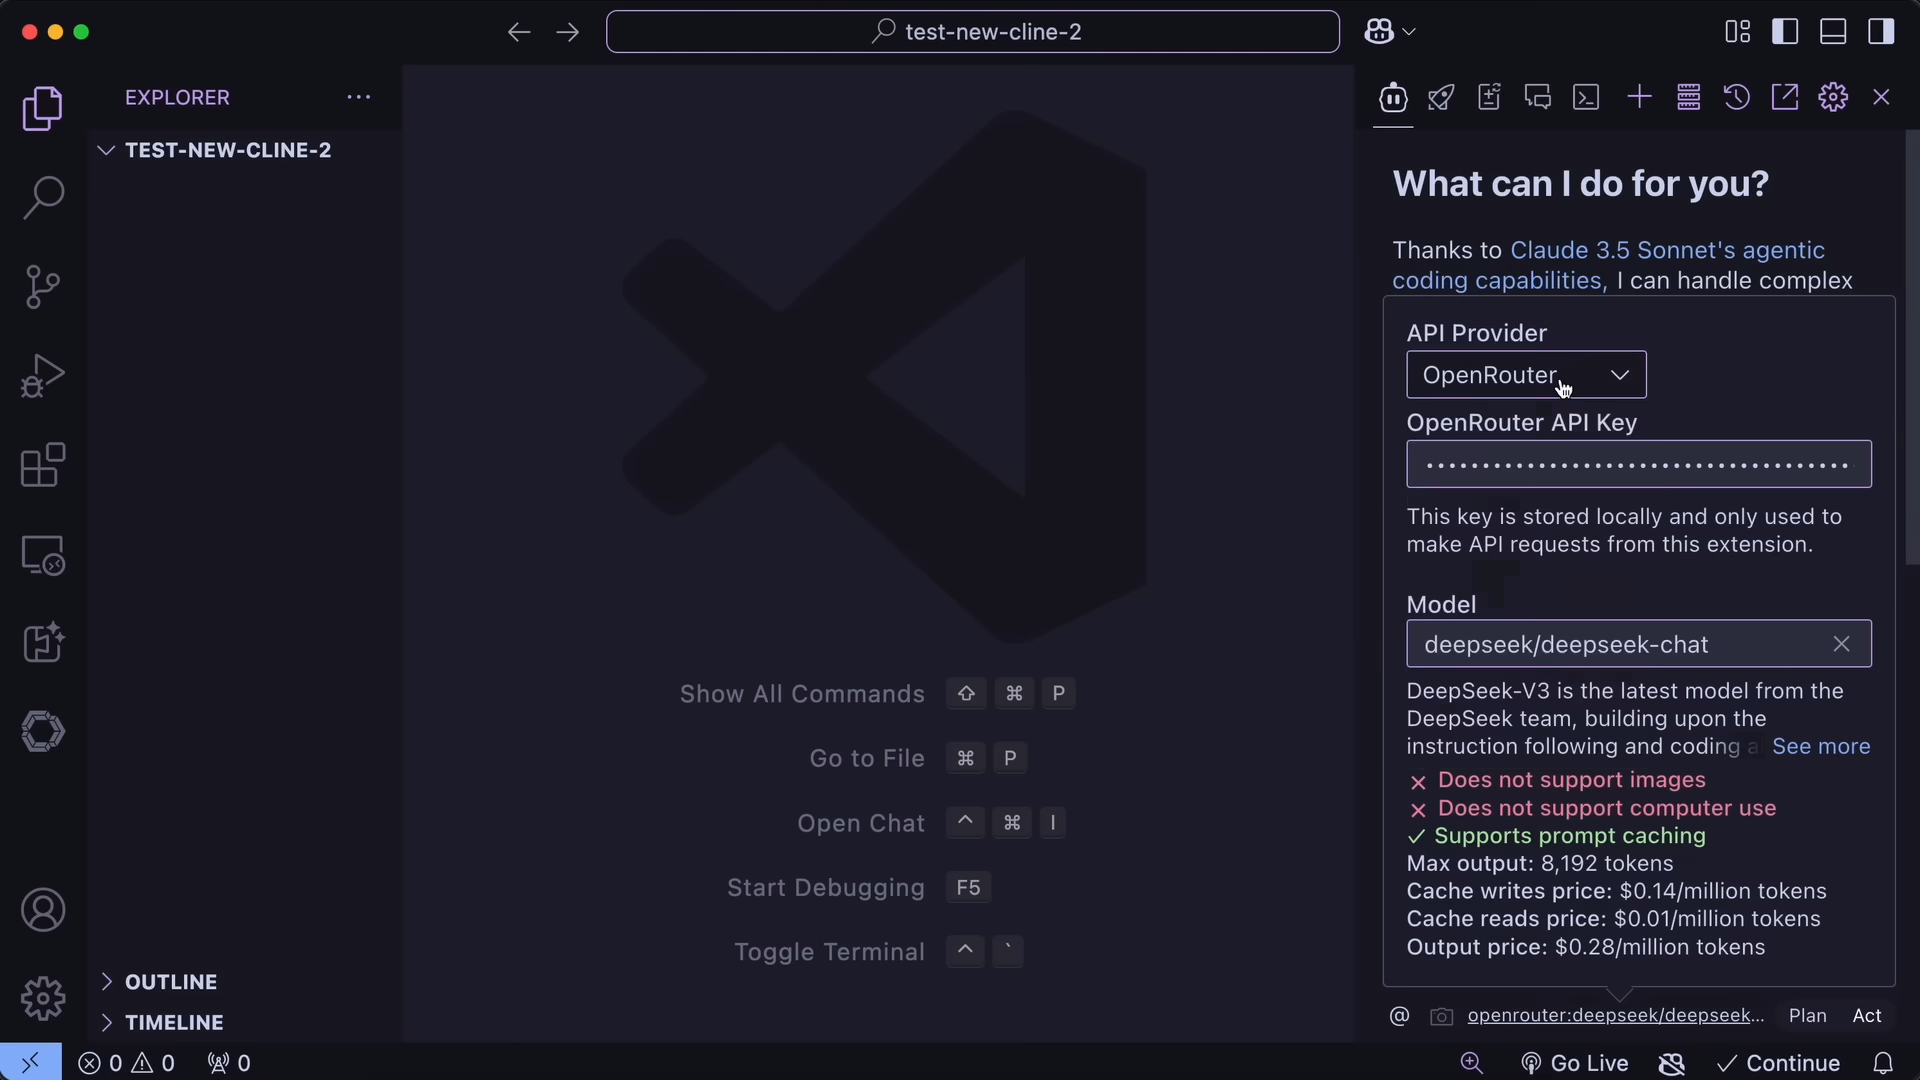 test-new-cline-2
EXPLORER
TEST-NEW-CLINE-2
Show All Commands ⇧ ⌘ P
Go to File ⌘ P
Open Chat ^ ⌘ I
Start Debugging F5
Toggle Terminal ^ `
OUTLINE
TIMELINE
What can I do for you?
Thanks to Claude 3.5 Sonnet's agentic
coding capabilities, I can handle complex
API Provider
OpenRouter
OpenRouter API Key
This key is stored locally and only used to
make API requests from this extension.
Model
deepseek/deepseek-chat
DeepSeek-V3 is the latest model from the
DeepSeek team, building upon the
instruction following and coding a See more
Does not support images
Does not support computer use
Supports prompt caching
Max output: 8,192 tokens
Cache writes price: $0.14/million tokens
Cache reads price: $0.01/million tokens
Output price: $0.28/million tokens
@ openrouter:deepseek/deepseek... Plan Act
0 0 0 Go Live Continue